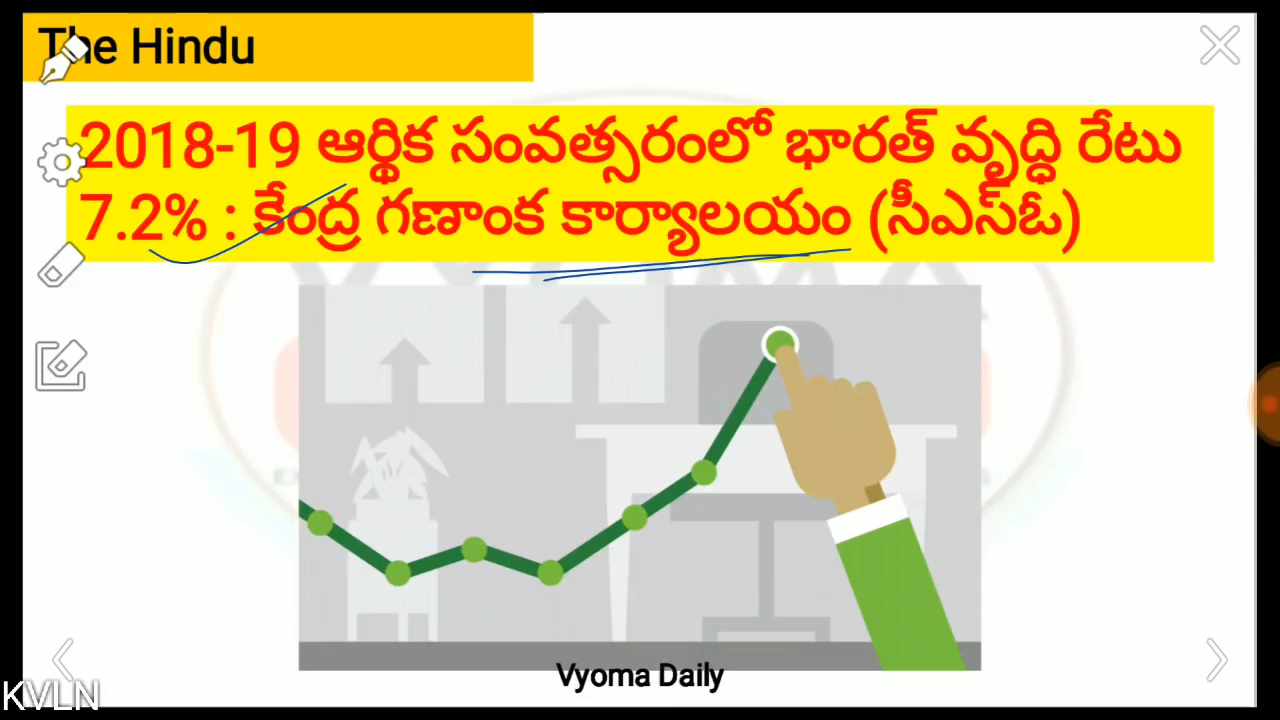 The Hindu
2018-19 ఆర్థిక సంవత్సరంలో భారత్ వృద్ధి రేటు
7.2% : కేంద్ర గణాంక కార్యాలయం (సీఎస్ఓ)
Vyoma Daily
KVLN